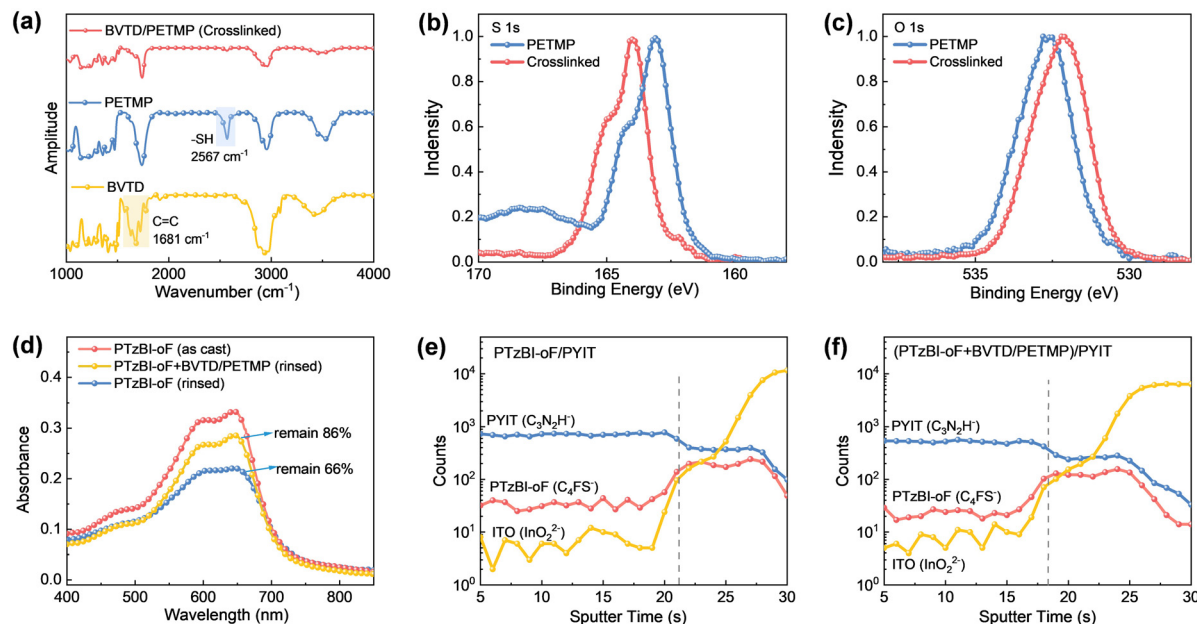 (a)
BVTD/PETMP (Crosslinked)
PETMP
-SH
2567 cm⁻¹
BVTD
C=C
1681 cm⁻¹
Amplitude
1000 2000 3000 4000
Wavenumber (cm⁻¹)
(b)
S 1s
PETMP
Crosslinked
1.0
0.8
0.6
0.4
0.2
0.0
Indensity
170 165 160
Binding Energy (eV)
(c)
O 1s
PETMP
Crosslinked
1.0
0.8
0.6
0.4
0.2
0.0
Indensity
535 530
Binding Energy (eV)
(d)
PTzBI-oF (as cast)
PTzBI-oF+BVTD/PETMP (rinsed)
PTzBI-oF (rinsed)
remain 86%
remain 66%
0.4
0.3
0.2
0.1
0.0
Absorbance
400 500 600 700 800
Wavelength (nm)
(e)
PTzBI-oF/PYIT
PYIT (C₃N₂H⁻)
PTzBI-oF (C₄FS⁻)
ITO (InO₂²⁻)
10⁴
10³
10²
10¹
10⁰
Counts
5 10 15 20 25 30
Sputter Time (s)
(f)
(PTzBI-oF+BVTD/PETMP)/PYIT
PYIT (C₃N₂H⁻)
PTzBI-oF (C₄FS⁻)
ITO (InO₂²⁻)
10⁴
10³
10²
10¹
10⁰
Counts
5 10 15 20 25 30
Sputter Time (s)